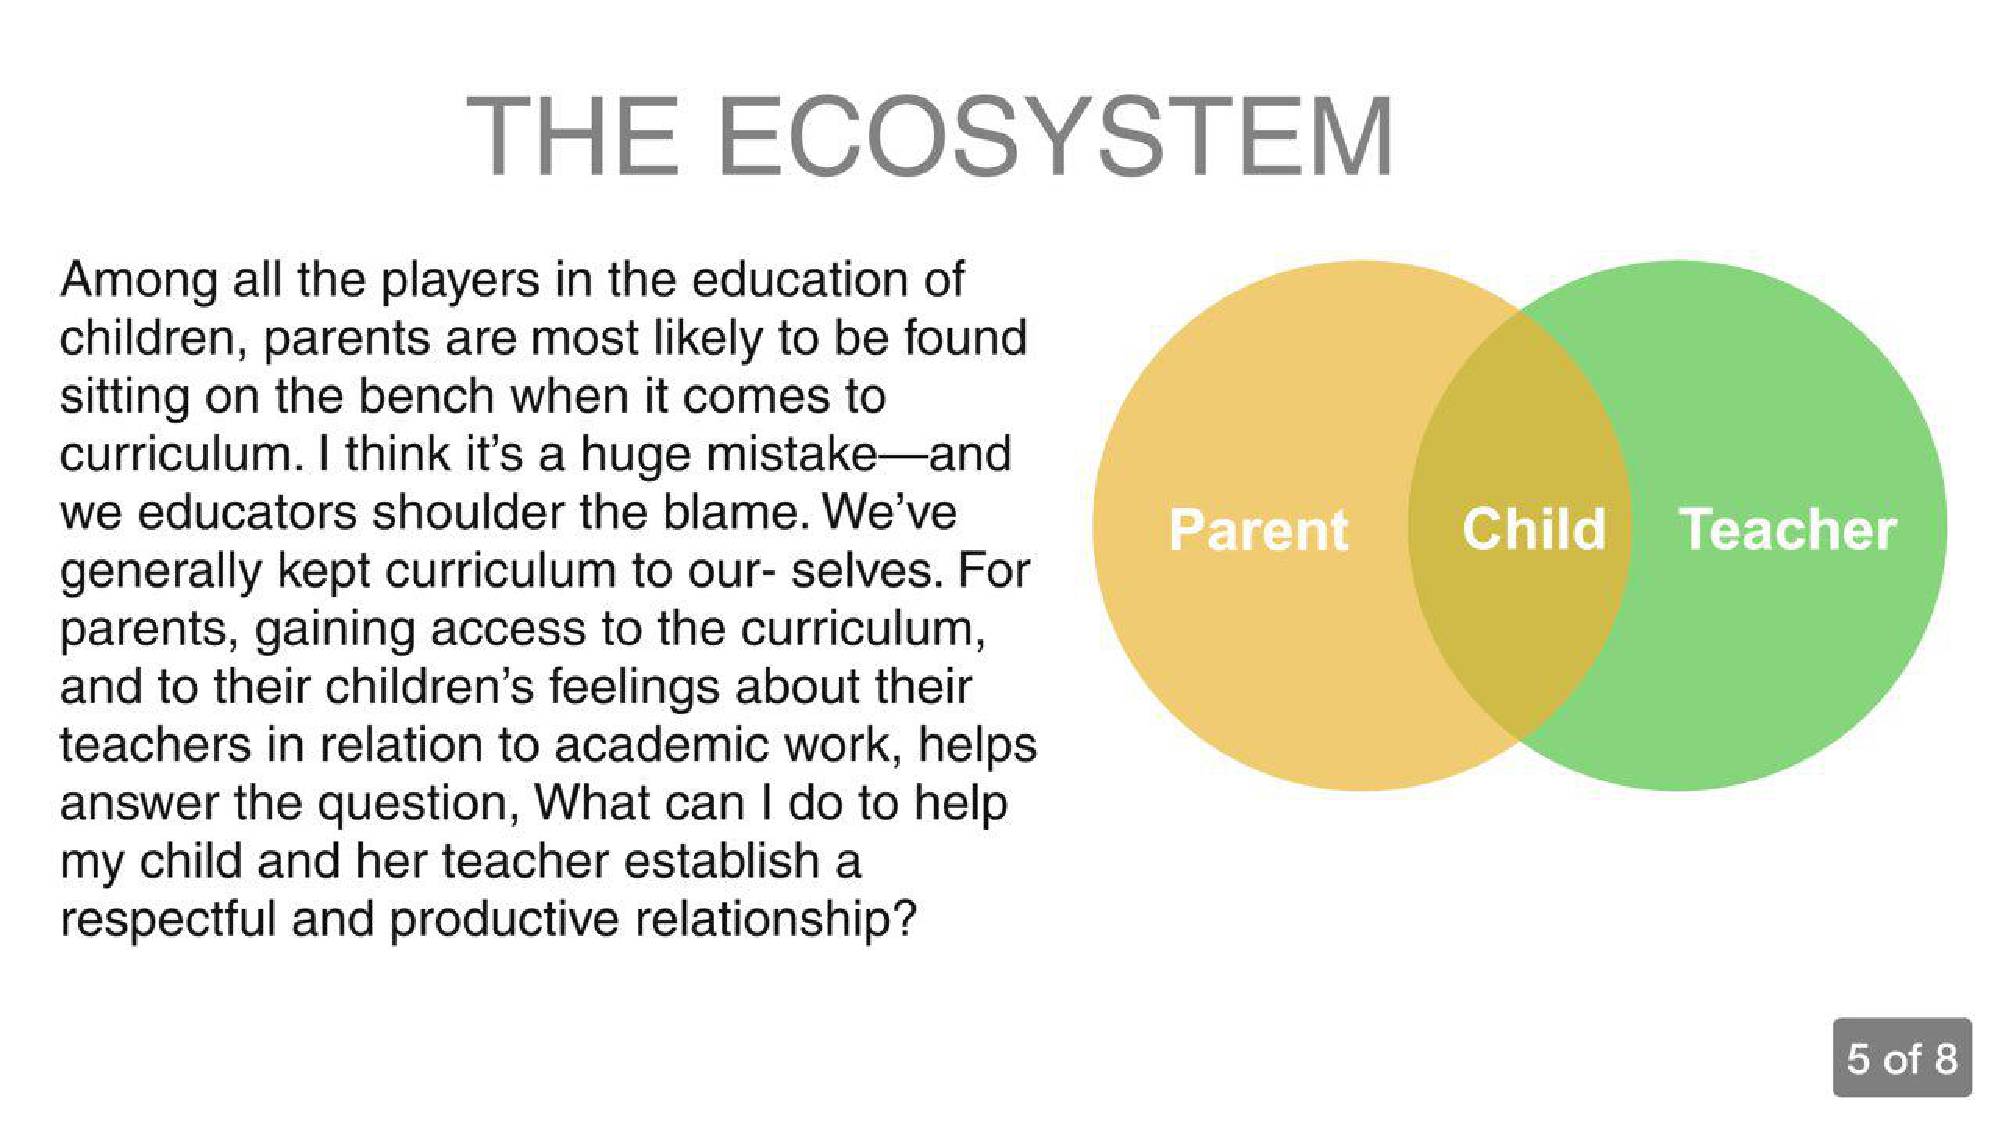 THE ECOSYSTEM
Among all the players in the education of
children, parents are most likely to be found
sitting on the bench when it comes to
curriculum. I think it’s a huge mistake—and
we educators shoulder the blame. We’ve
generally kept curriculum to our- selves. For
parents, gaining access to the curriculum,
and to their children’s feelings about their
teachers in relation to academic work, helps
answer the question, What can I do to help
my child and her teacher establish a
respectful and productive relationship?
Parent Child Teacher
5 of 8